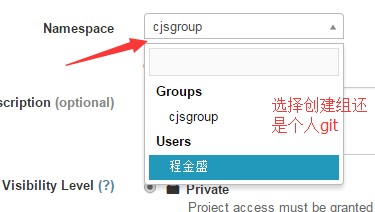 Namespace
cjsgroup
Groups
cjsgroup
Users
程金盛
选择创建组还
是个人git
scription (optional)
Visibility Level (?)
Private
Project access must be granted